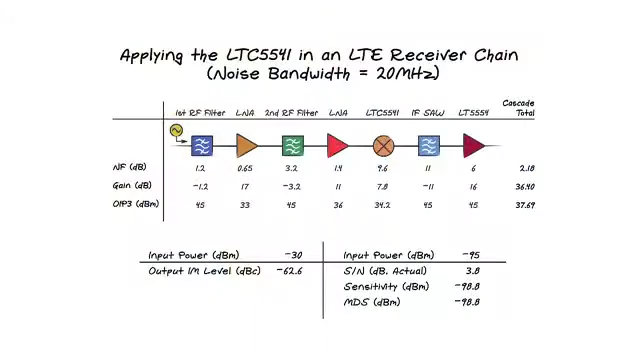 Applying the LTC5541 in an LTE Receiver Chain
(Noise Bandwidth = 20MHz)
1st RF Filter LNA 2nd RF Filter LNA LTC5541 IF SAW LT5554 Cascade Total
NF (dB) 1.2 0.65 3.2 1.4 9.6 11 6 2.18
Gain (dB) -1.2 17 -3.2 11 7.8 -11 16 36.40
OIP3 (dBm) 45 33 45 36 34.2 45 45 37.69
Input Power (dBm) -30
Output IM Level (dBc) -62.6
Input Power (dBm) -95
S/N (dB, Actual) 3.8
Sensitivity (dBm) -98.8
MDS (dBm) -98.8